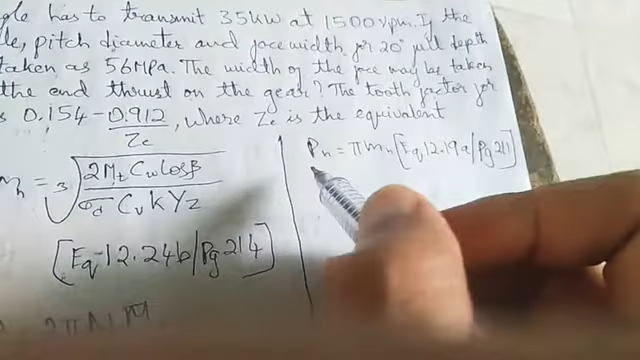 gle has to transmit 35kW at 1500rpm. If the
le, pitch diameter and face width for 20° full depth
taken as 56MPa. The width of the face may be taken
the end thrust on the gear? The tooth factor for
s 0.154-0.912/Zc, where Zc is the equivalent
mn = ∛(2Mt Cw cosβ / σd Cv k Y z)
[Eq-12.24b/Pg 214]
Pn = πmn [Eq 12.19a/Pg 211]
2πN M